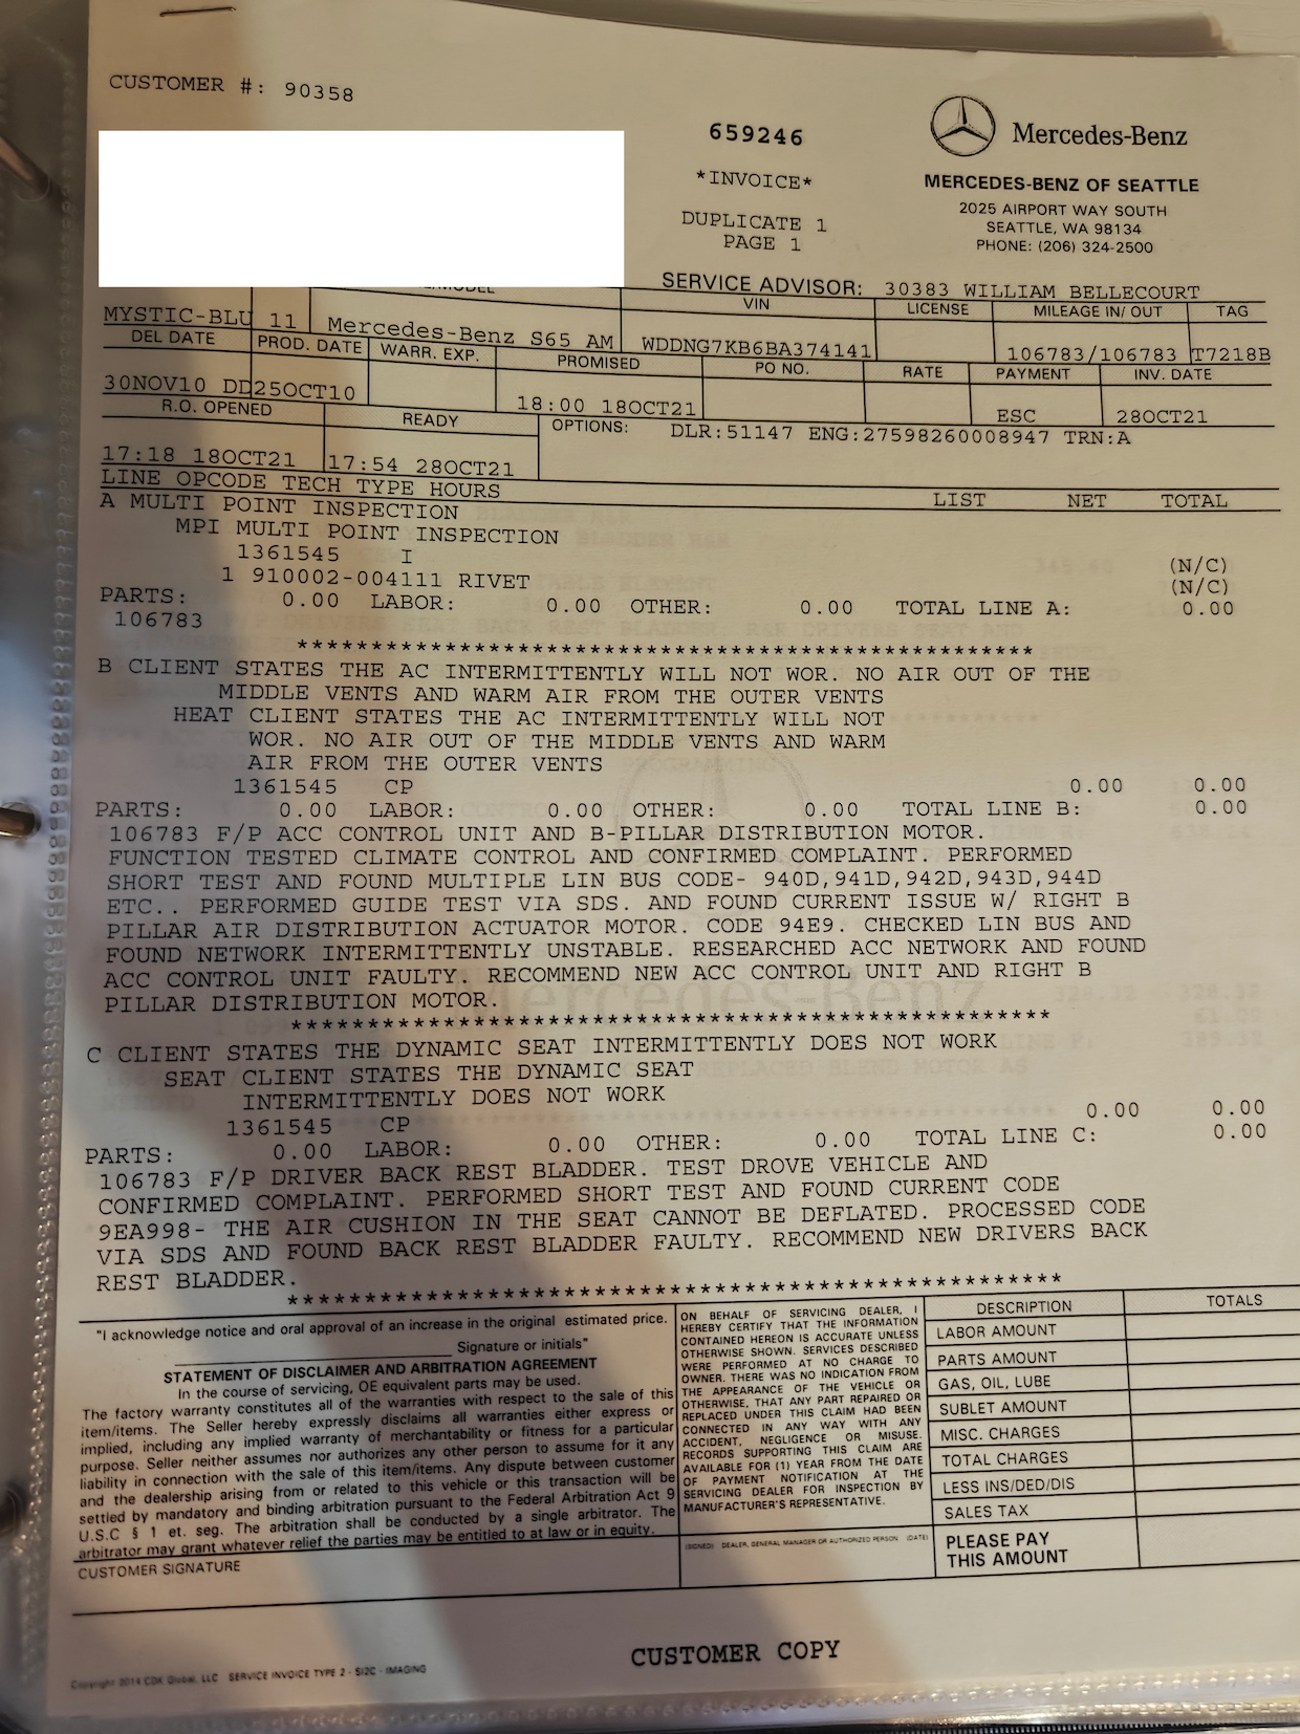 CUSTOMER #: 90358
659246
*INVOICE*
DUPLICATE 1
PAGE 1
Mercedes-Benz
MERCEDES-BENZ OF SEATTLE
2025 AIRPORT WAY SOUTH
SEATTLE, WA 98134
PHONE: (206) 324-2500
SERVICE ADVISOR: 30383 WILLIAM BELLECOURT
VIN LICENSE MILEAGE IN/ OUT TAG
MYSTIC-BLU 11 Mercedes-Benz S65 AM WDDNG7KB6BA374141 106783/106783 T7218B
DEL DATE PROD. DATE WARR. EXP. PROMISED PO NO. RATE PAYMENT INV. DATE
30NOV10 DD 25OCT10 18:00 18OCT21 ESC 28OCT21
R.O. OPENED READY OPTIONS: DLR:51147 ENG:27598260008947 TRN:A
17:18 18OCT21 17:54 28OCT21
LINE OPCODE TECH TYPE HOURS LIST NET TOTAL
A MULTI POINT INSPECTION
MPI MULTI POINT INSPECTION
1361545 I (N/C)
1 910002-004111 RIVET (N/C)
PARTS: 0.00 LABOR: 0.00 OTHER: 0.00 TOTAL LINE A: 0.00
106783
****************************************************
B CLIENT STATES THE AC INTERMITTENTLY WILL NOT WOR. NO AIR OUT OF THE
MIDDLE VENTS AND WARM AIR FROM THE OUTER VENTS
HEAT CLIENT STATES THE AC INTERMITTENTLY WILL NOT
WOR. NO AIR OUT OF THE MIDDLE VENTS AND WARM
AIR FROM THE OUTER VENTS
1361545 CP 0.00 0.00
PARTS: 0.00 LABOR: 0.00 OTHER: 0.00 TOTAL LINE B: 0.00
106783 F/P ACC CONTROL UNIT AND B-PILLAR DISTRIBUTION MOTOR.
FUNCTION TESTED CLIMATE CONTROL AND CONFIRMED COMPLAINT. PERFORMED
SHORT TEST AND FOUND MULTIPLE LIN BUS CODE- 940D,941D,942D,943D,944D
ETC.. PERFORMED GUIDE TEST VIA SDS. AND FOUND CURRENT ISSUE W/ RIGHT B
PILLAR AIR DISTRIBUTION ACTUATOR MOTOR. CODE 94E9. CHECKED LIN BUS AND
FOUND NETWORK INTERMITTENTLY UNSTABLE. RESEARCHED ACC NETWORK AND FOUND
ACC CONTROL UNIT FAULTY. RECOMMEND NEW ACC CONTROL UNIT AND RIGHT B
PILLAR DISTRIBUTION MOTOR.
****************************************************
C CLIENT STATES THE DYNAMIC SEAT INTERMITTENTLY DOES NOT WORK
SEAT CLIENT STATES THE DYNAMIC SEAT
INTERMITTENTLY DOES NOT WORK
1361545 CP 0.00 0.00
PARTS: 0.00 LABOR: 0.00 OTHER: 0.00 TOTAL LINE C: 0.00
106783 F/P DRIVER BACK REST BLADDER. TEST DROVE VEHICLE AND
CONFIRMED COMPLAINT. PERFORMED SHORT TEST AND FOUND CURRENT CODE
9EA998- THE AIR CUSHION IN THE SEAT CANNOT BE DEFLATED. PROCESSED CODE
VIA SDS AND FOUND BACK REST BLADDER FAULTY. RECOMMEND NEW DRIVERS BACK
REST BLADDER.
****************************************************
"I acknowledge notice and oral approval of an increase in the original estimated price.
Signature or initials"
STATEMENT OF DISCLAIMER AND ARBITRATION AGREEMENT
In the course of servicing, OE equivalent parts may be used.
The factory warranty constitutes all of the warranties with respect to the sale of this
item/items. The Seller hereby expressly disclaims all warranties either express or
implied, including any implied warranty of merchantability or fitness for a particular
purpose. Seller neither assumes nor authorizes any other person to assume for it any
liability in connection with the sale of this item/items. Any dispute between customer
and the dealership arising from or related to this vehicle or this transaction will be
settled by mandatory and binding arbitration pursuant to the Federal Arbitration Act 9
U.S.C § 1 et. seg. The arbitration shall be conducted by a single arbitrator. The
arbitrator may grant whatever relief the parties may be entitled to at law or in equity.
CUSTOMER SIGNATURE
ON BEHALF OF SERVICING DEALER, I
HEREBY CERTIFY THAT THE INFORMATION
CONTAINED HEREON IS ACCURATE UNLESS
OTHERWISE SHOWN. SERVICES DESCRIBED
WERE PERFORMED AT NO CHARGE TO
OWNER. THERE WAS NO INDICATION FROM
THE APPEARANCE OF THE VEHICLE OR
OTHERWISE, THAT ANY PART REPAIRED OR
REPLACED UNDER THIS CLAIM HAD BEEN
CONNECTED IN ANY WAY WITH ANY
ACCIDENT, NEGLIGENCE OR MISUSE.
RECORDS SUPPORTING THIS CLAIM ARE
AVAILABLE FOR (1) YEAR FROM THE DATE
OF PAYMENT NOTIFICATION AT THE
SERVICING DEALER FOR INSPECTION BY
MANUFACTURER'S REPRESENTATIVE.
(SIGNED) DEALER, GENERAL MANAGER OR AUTHORIZED PERSON (DATE)
DESCRIPTION TOTALS
LABOR AMOUNT
PARTS AMOUNT
GAS, OIL, LUBE
SUBLET AMOUNT
MISC. CHARGES
TOTAL CHARGES
LESS INS/DED/DIS
SALES TAX
PLEASE PAY
THIS AMOUNT
CUSTOMER COPY
Copyright 2014 CDK Global, LLC SERVICE INVOICE TYPE 2 - SI2C - IMAGING